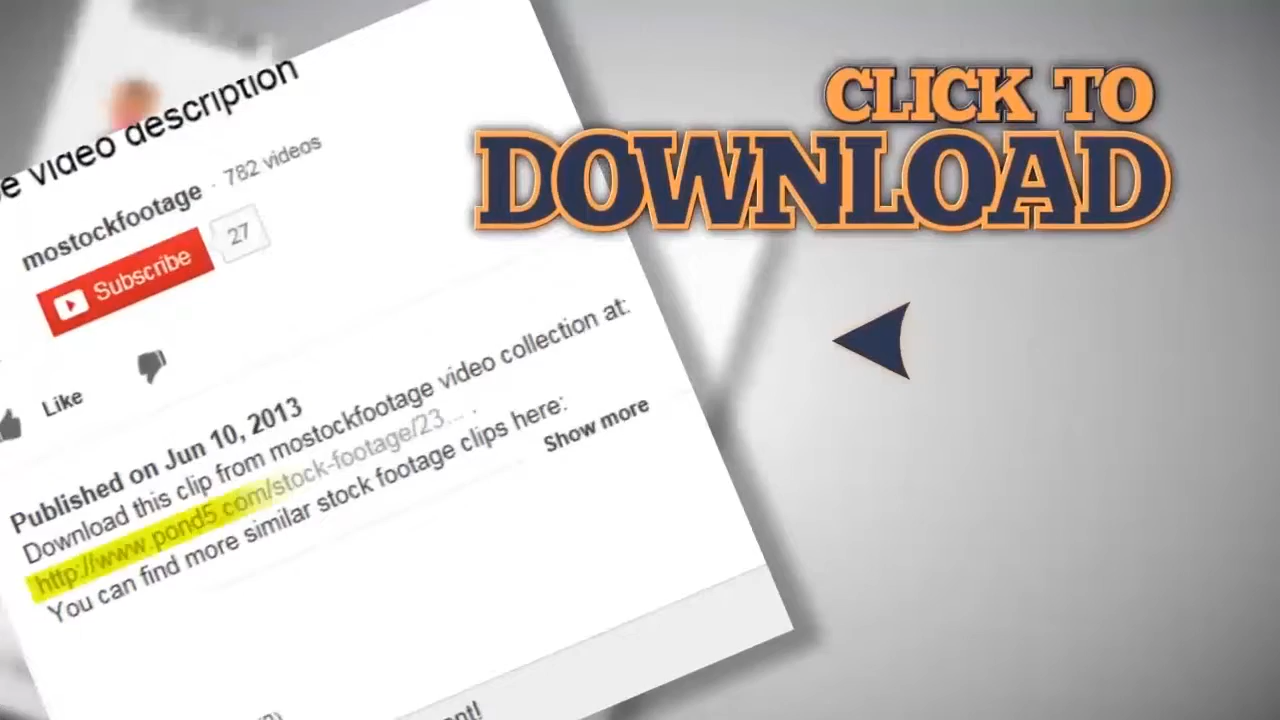 CLICK TO
DOWNLOAD
video description
mostockfootage · 782 videos
Subscribe 27
Like
Published on Jun 10, 2013
Download this clip from mostockfootage video collection at:
http://www.pond5.com/stock-footage/23...
You can find more similar stock footage clips here:
Show more